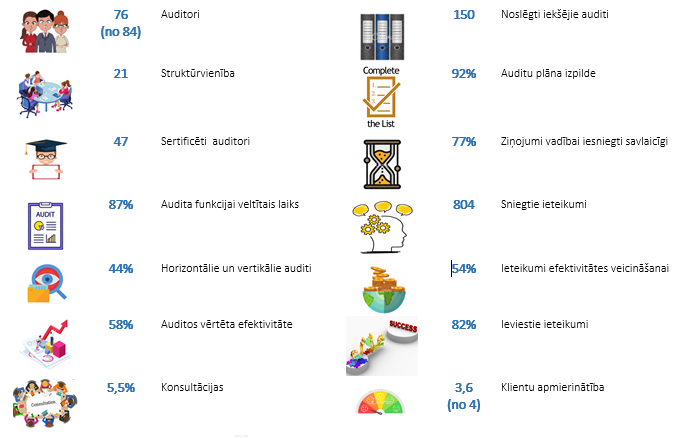 76
(no 84)
Auditori
150
Noslēgti iekšējie auditi
21
Struktūrvienība
Complete
the List
92%
Auditu plāna izpilde
47
Sertificēti auditori
77%
Ziņojumi vadībai iesniegti savlaicīgi
AUDIT
87%
Audita funkcijai veltītais laiks
804
Sniegtie ieteikumi
44%
Horizontālie un vertikālie auditi
54%
Ieteikumi efektivitātes veicināšanai
58%
Auditos vērtēta efektivitāte
SUCCESS
82%
Ieviestie ieteikumi
Consultation
5,5%
Konsultācijas
3,6
(no 4)
Klientu apmierinātība